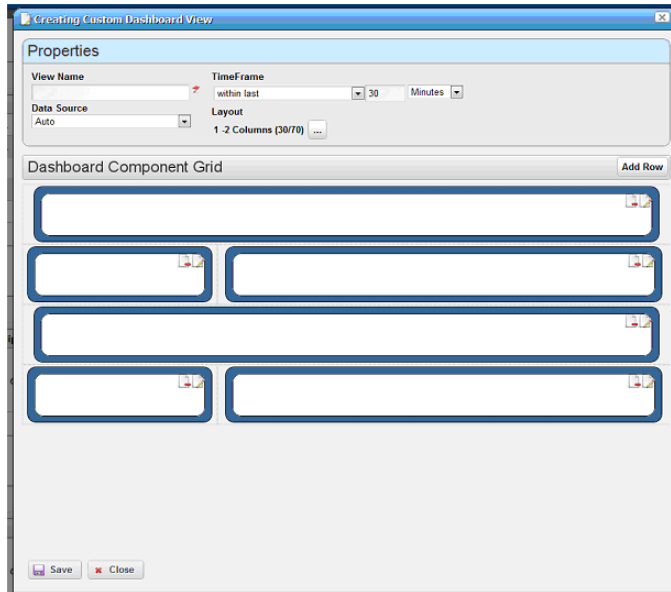 Creating Custom Dashboard View
Properties
View Name
TimeFrame
within last 30 Minutes
Data Source
Layout
Auto
1 -2 Columns (30/70) ...
Dashboard Component Grid
Add Row
Save
Close